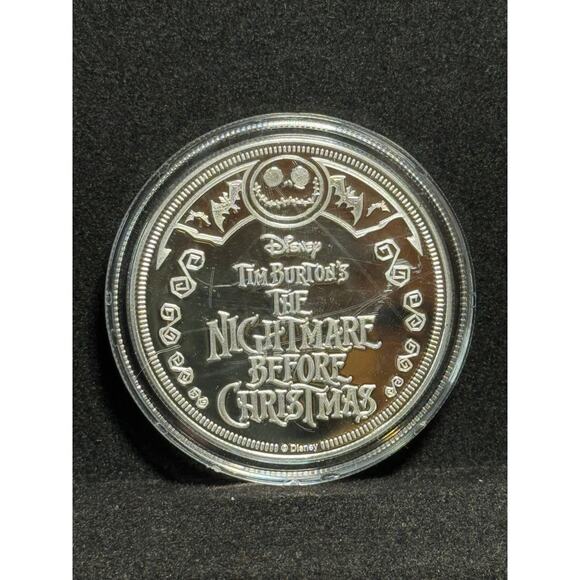 Disney
Tim Burton's
The
Nightmare
Before
Christmas
© Disney